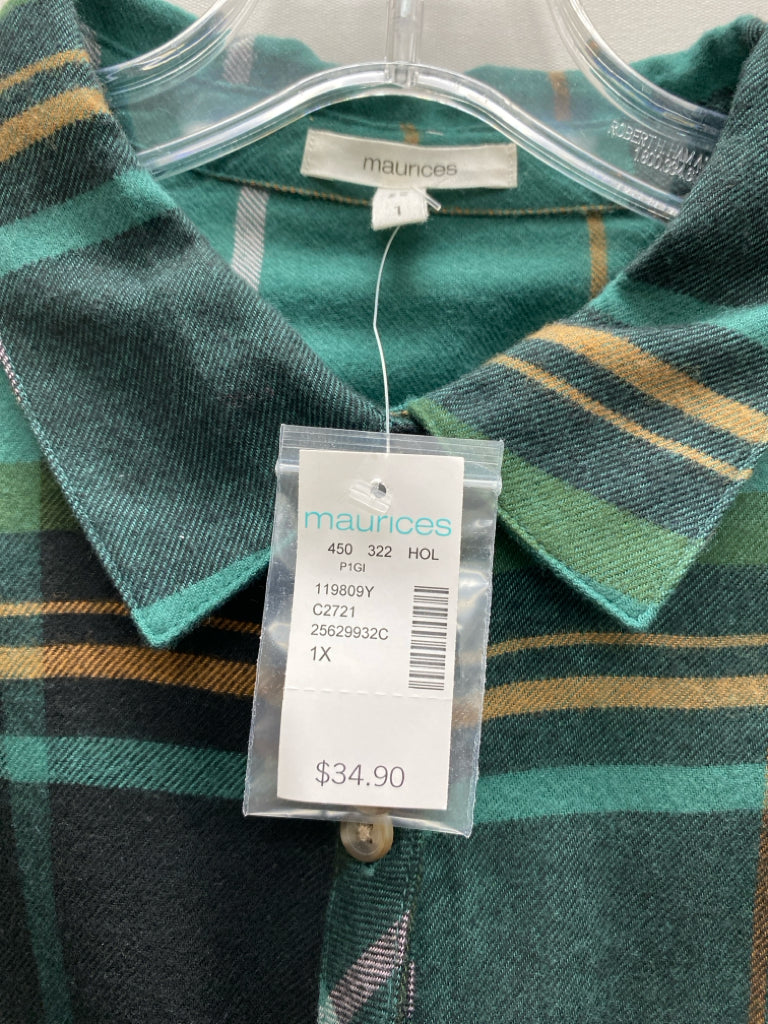 maurices
1
maurices
450 322 HOL
P1GI
119809Y
C2721
25629932C
1X
$34.90